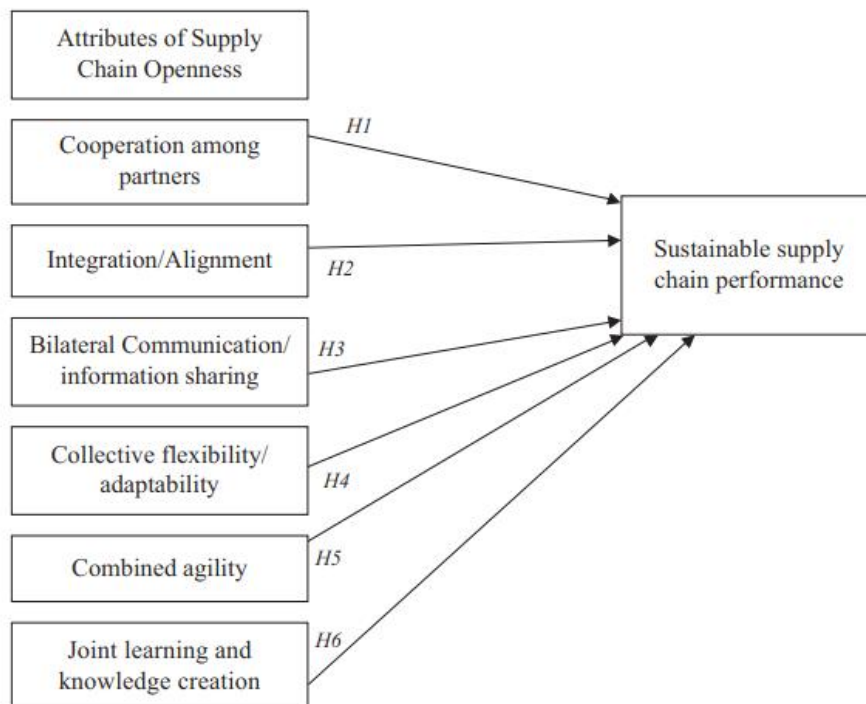 Attributes of Supply
Chain Openness
H1
Cooperation among
partners
Integration/Alignment
H2
Sustainable supply
chain performance
Bilateral Communication/
information sharing
H3
Collective flexibility/
adaptability
H4
Combined agility
H5
Joint learning and
knowledge creation
H6